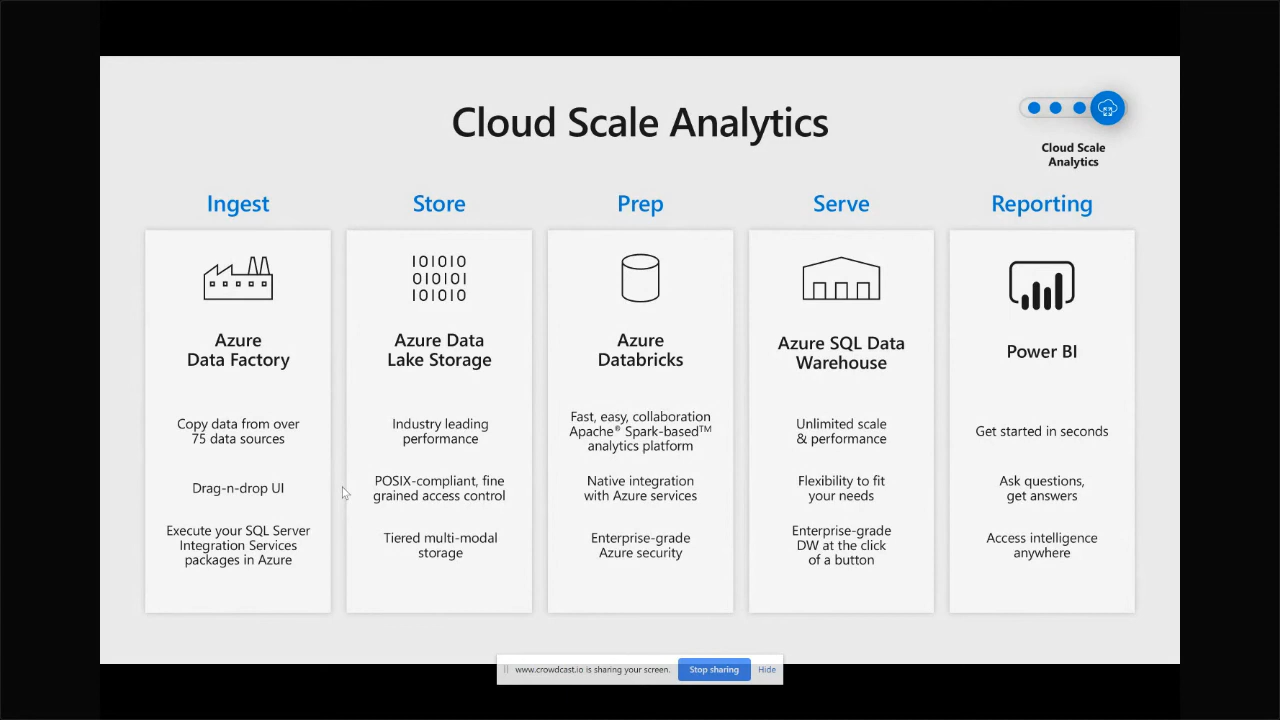 Cloud Scale Analytics
Cloud Scale
Analytics
Ingest
Store
Prep
Serve
Reporting
101010
010101
101010
Azure
Data Factory
Azure Data
Lake Storage
Azure
Databricks
Azure SQL Data
Warehouse
Power BI
Copy data from over
75 data sources
Drag-n-drop UI
Execute your SQL Server
Integration Services
packages in Azure
Industry leading
performance
POSIX-compliant, fine
grained access control
Tiered multi-modal
storage
Fast, easy, collaboration
Apache® Spark-based™
analytics platform
Native integration
with Azure services
Enterprise-grade
Azure security
Unlimited scale
& performance
Flexibility to fit
your needs
Enterprise-grade
DW at the click
of a button
Get started in seconds
Ask questions,
get answers
Access intelligence
anywhere
www.crowdcast.io is sharing your screen.
Stop sharing
Hide